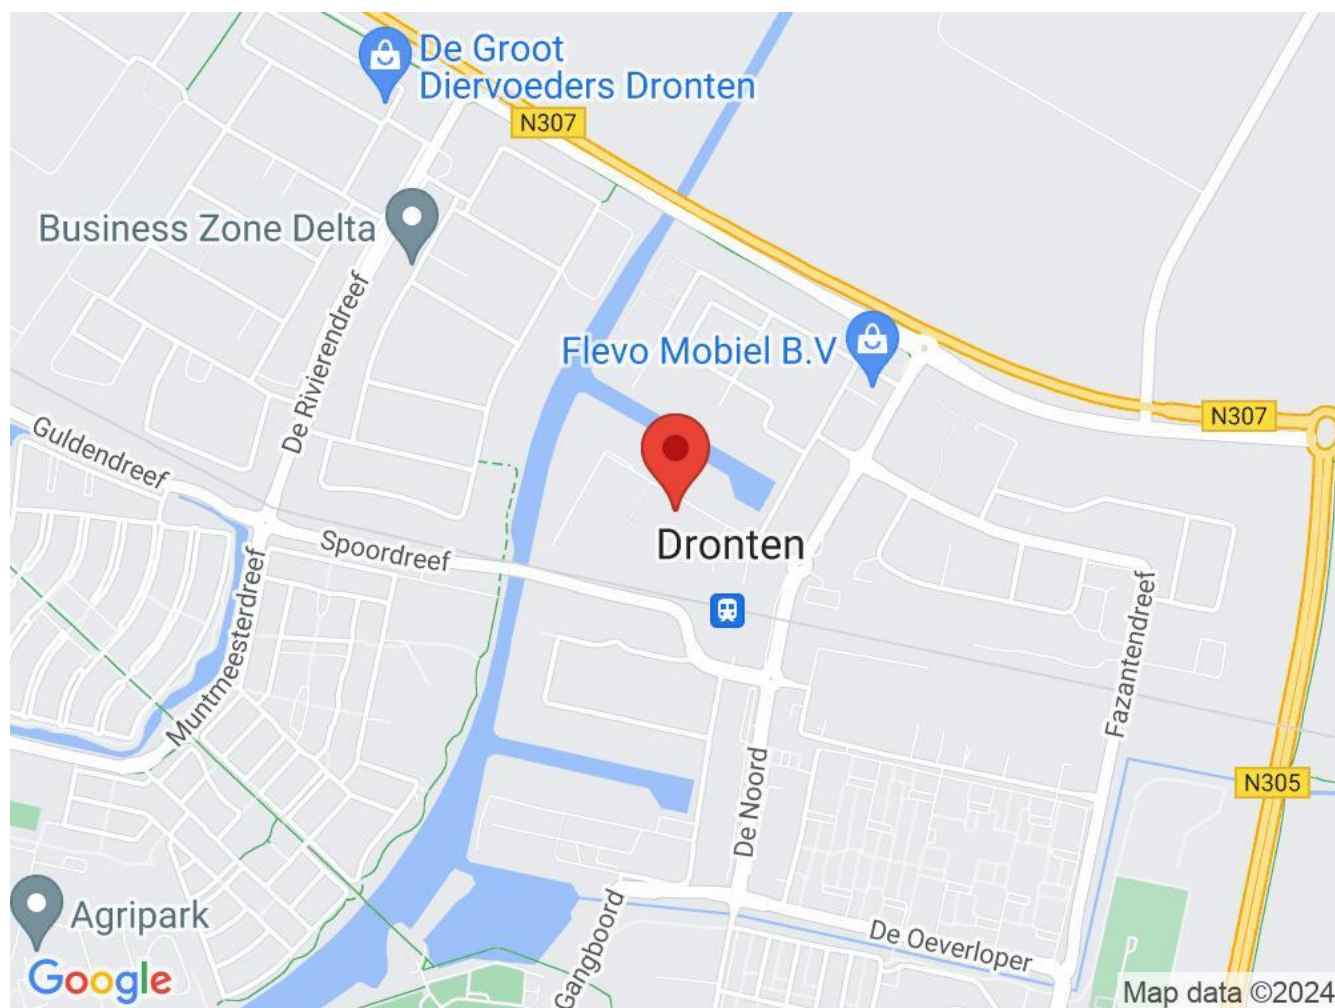 De Groot
Diervoeders Dronten
N307
Business Zone Delta
De Rivierendreef
Flevo Mobiel B.V
N307
Guldendreef
Spoordreef
Dronten
Muntmeesterdreef
Fazantendreef
De Noord
N305
Agripark
Gangboord
De Oeverloper
Google
Map data ©2024